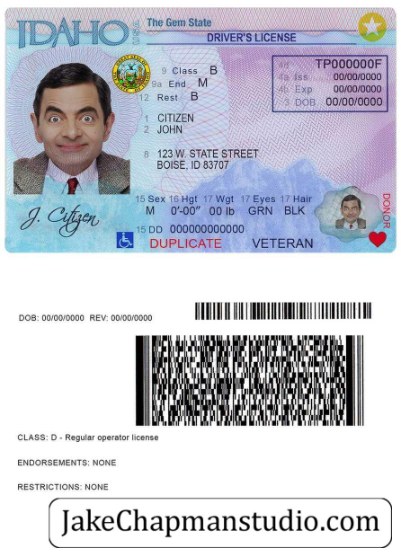 IDAHO
The Gem State
DRIVER'S LICENSE
9 Class B
9a End M
12 Rest B
4d TP000000F
4a Iss 00/00/0000
4b Exp 00/00/0000
3 DOB 00/00/0000
1 CITIZEN
2 JOHN
8 123 W. STATE STREET
BOISE, ID 83707
15 Sex 16 Hgt 17 Wgt 17 Eyes 17 Hair
M 0'-00" 00 lb GRN BLK
15 DD 000000000000
DUPLICATE VETERAN
DONOR
J. Citizen
DOB: 00/00/0000 REV: 00/00/0000
CLASS: D - Regular operator license
ENDORSEMENTS: NONE
RESTRICTIONS: NONE
JakeChapmanstudio.com